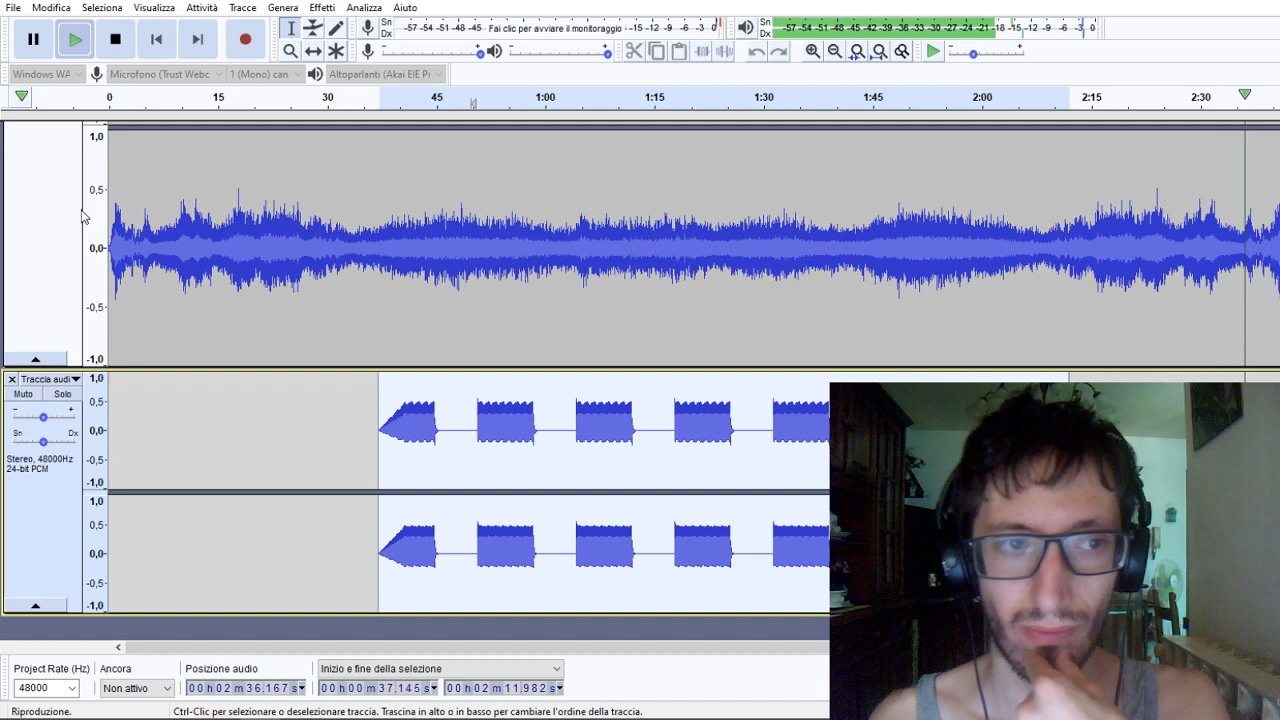 File Modifica Seleziona Visualizza Attività Tracce Genera Effetti Analizza Aiuto
Sn Dx -57 -54 -51 -48 -45 Fai clic per avviare il monitoraggio -15 -12 -9 -6 -3 0
Sn Dx -57 -54 -51 -48 -45 -42 -39 -36 -33 -30 -27 -24 -21 -18 -15 -12 -9 -6 -3 0
Windows WA Microfono (Trust Webc 1 (Mono) can Altoparlanti (Akai EIE Pr
0 15 30 45 1:00 1:15 1:30 1:45 2:00 2:15 2:30
1,0
0,5
0,0
-0,5
-1,0
Traccia audi
Muto Solo
- +
Sn Dx
Stereo, 48000Hz
24-bit PCM
1,0
0,5
0,0
-0,5
-1,0
1,0
0,5
0,0
-0,5
-1,0
Project Rate (Hz) Ancora Posizione audio Inizio e fine della selezione
48000 Non attivo 00 h 02 m 36.167 s 00 h 00 m 37.145 s 00 h 02 m 11.982 s
Riproduzione. Ctrl-Clic per selezionare o deselezionare traccia. Trascina in alto o in basso per cambiare l'ordine della traccia.